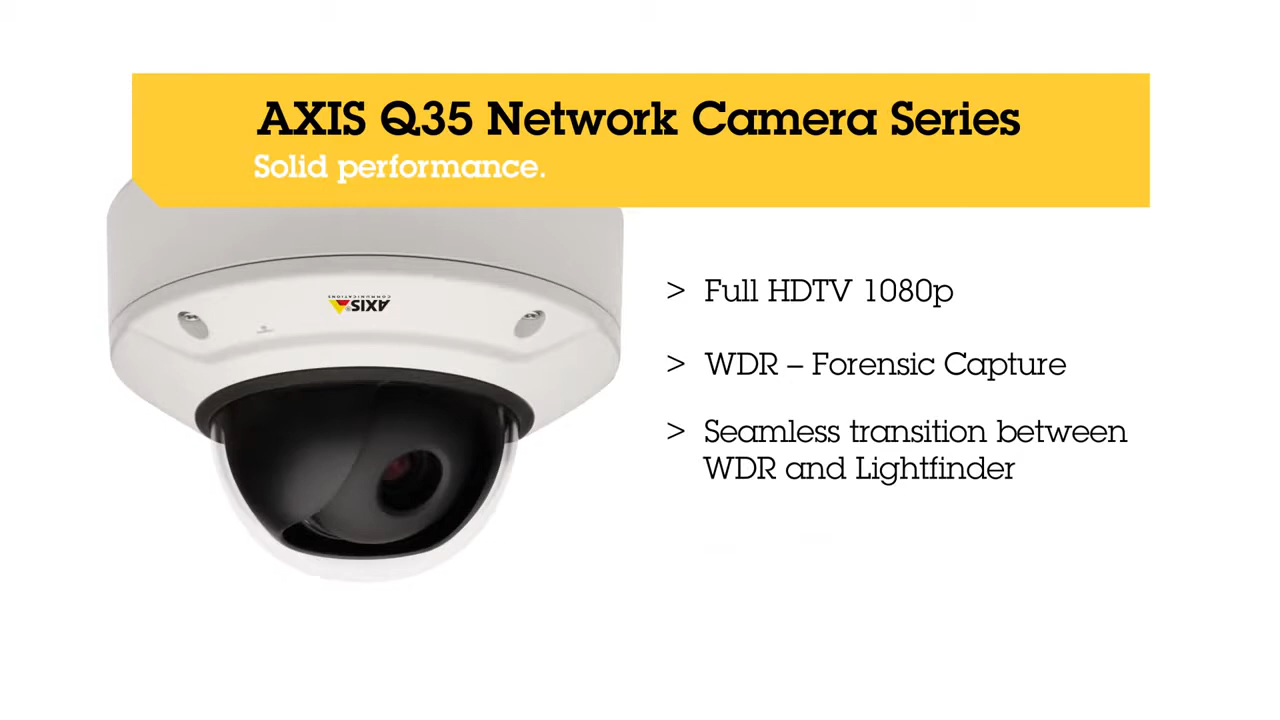 AXIS Q35 Network Camera Series
Solid performance.
AXIS
COMMUNICATIONS
> Full HDTV 1080p
> WDR – Forensic Capture
> Seamless transition between
WDR and Lightfinder